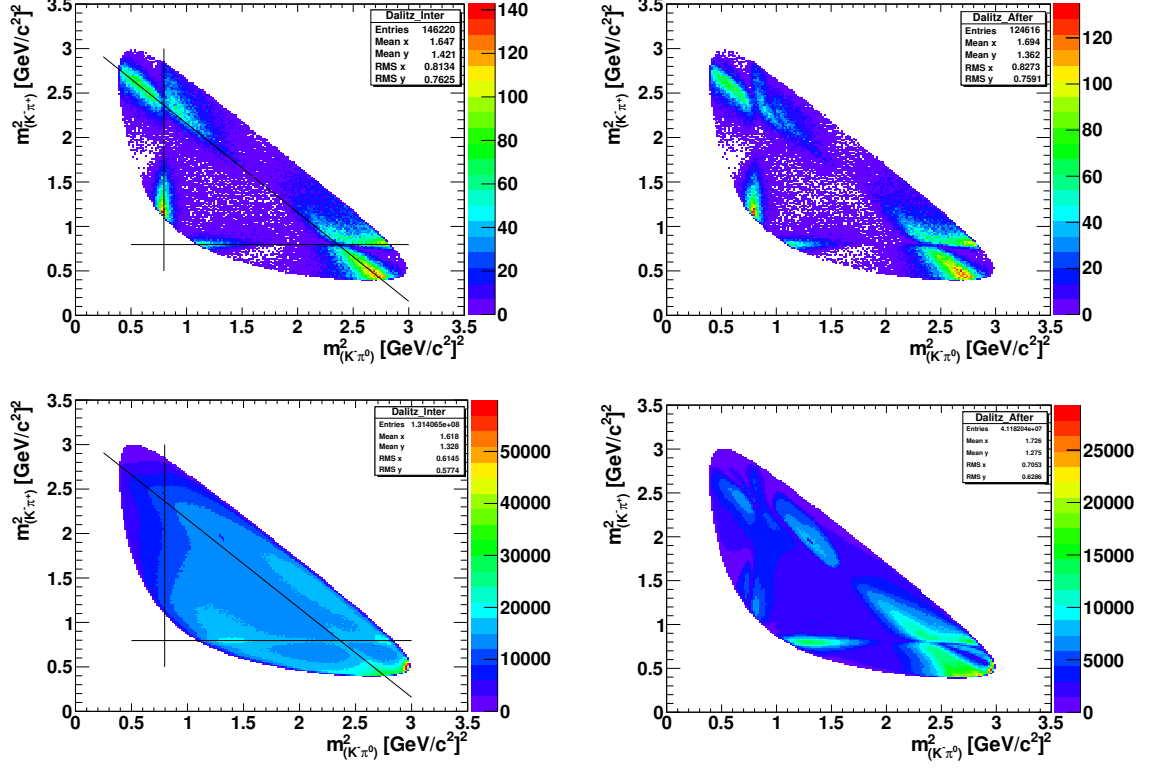 Dalitz_Inter
Entries 146220
Mean x 1.647
Mean y 1.421
RMS x 0.8134
RMS y 0.7625
m²(K⁻π⁺) [GeV/c²]²
3.5
3
2.5
2
1.5
1
0.5
0
0 0.5 1 1.5 2 2.5 3 3.5
m²(K⁻π⁰) [GeV/c²]²
140
120
100
80
60
40
20
0
Dalitz_After
Entries 124616
Mean x 1.694
Mean y 1.362
RMS x 0.8273
RMS y 0.7591
m²(K⁻π⁺) [GeV/c²]²
3.5
3
2.5
2
1.5
1
0.5
0
0 0.5 1 1.5 2 2.5 3 3.5
m²(K⁻π⁰) [GeV/c²]²
120
100
80
60
40
20
0
Dalitz_Inter
Entries 1.314065e+08
Mean x 1.618
Mean y 1.328
RMS x 0.6145
RMS y 0.5774
m²(K⁻π⁺) [GeV/c²]²
3.5
3
2.5
2
1.5
1
0.5
0
0 0.5 1 1.5 2 2.5 3 3.5
m²(K⁻π⁰) [GeV/c²]²
50000
40000
30000
20000
10000
0
Dalitz_After
Entries 4.118204e+07
Mean x 1.726
Mean y 1.275
RMS x 0.7053
RMS y 0.6286
m²(K⁻π⁺) [GeV/c²]²
3.5
3
2.5
2
1.5
1
0.5
0
0 0.5 1 1.5 2 2.5 3 3.5
m²(K⁻π⁰) [GeV/c²]²
25000
20000
15000
10000
5000
0